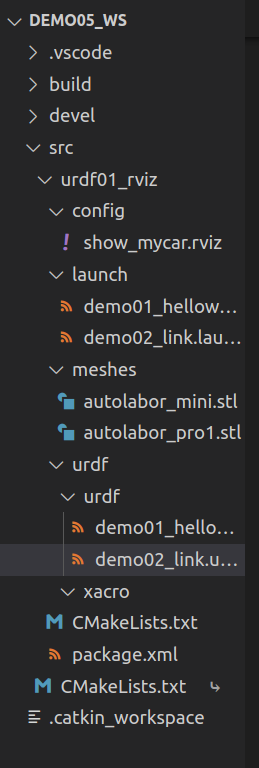 DEMO05_WS
.vscode
build
devel
src
urdf01_rviz
config
show_mycar.rviz
launch
demo01_hellow...
demo02_link.lau...
meshes
autolabor_mini.stl
autolabor_pro1.stl
urdf
urdf
demo01_hello...
demo02_link.u...
xacro
CMakeLists.txt
package.xml
CMakeLists.txt
.catkin_workspace